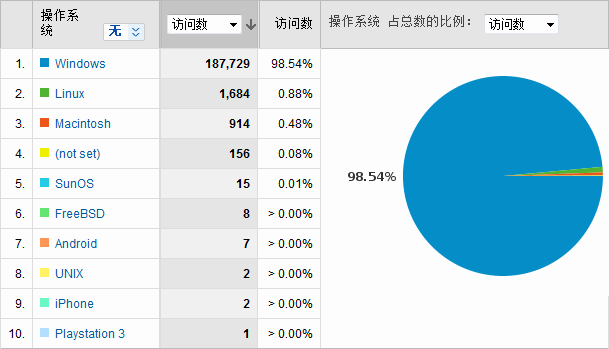 操作系统 无 访问数 访问数 操作系统 占总数的比例： 访问数
1. Windows 187,729 98.54%
2. Linux 1,684 0.88%
3. Macintosh 914 0.48%
4. (not set) 156 0.08%
5. SunOS 15 0.01%
6. FreeBSD 8 > 0.00%
7. Android 7 > 0.00%
8. UNIX 2 > 0.00%
9. iPhone 2 > 0.00%
10. Playstation 3 1 > 0.00%
98.54%